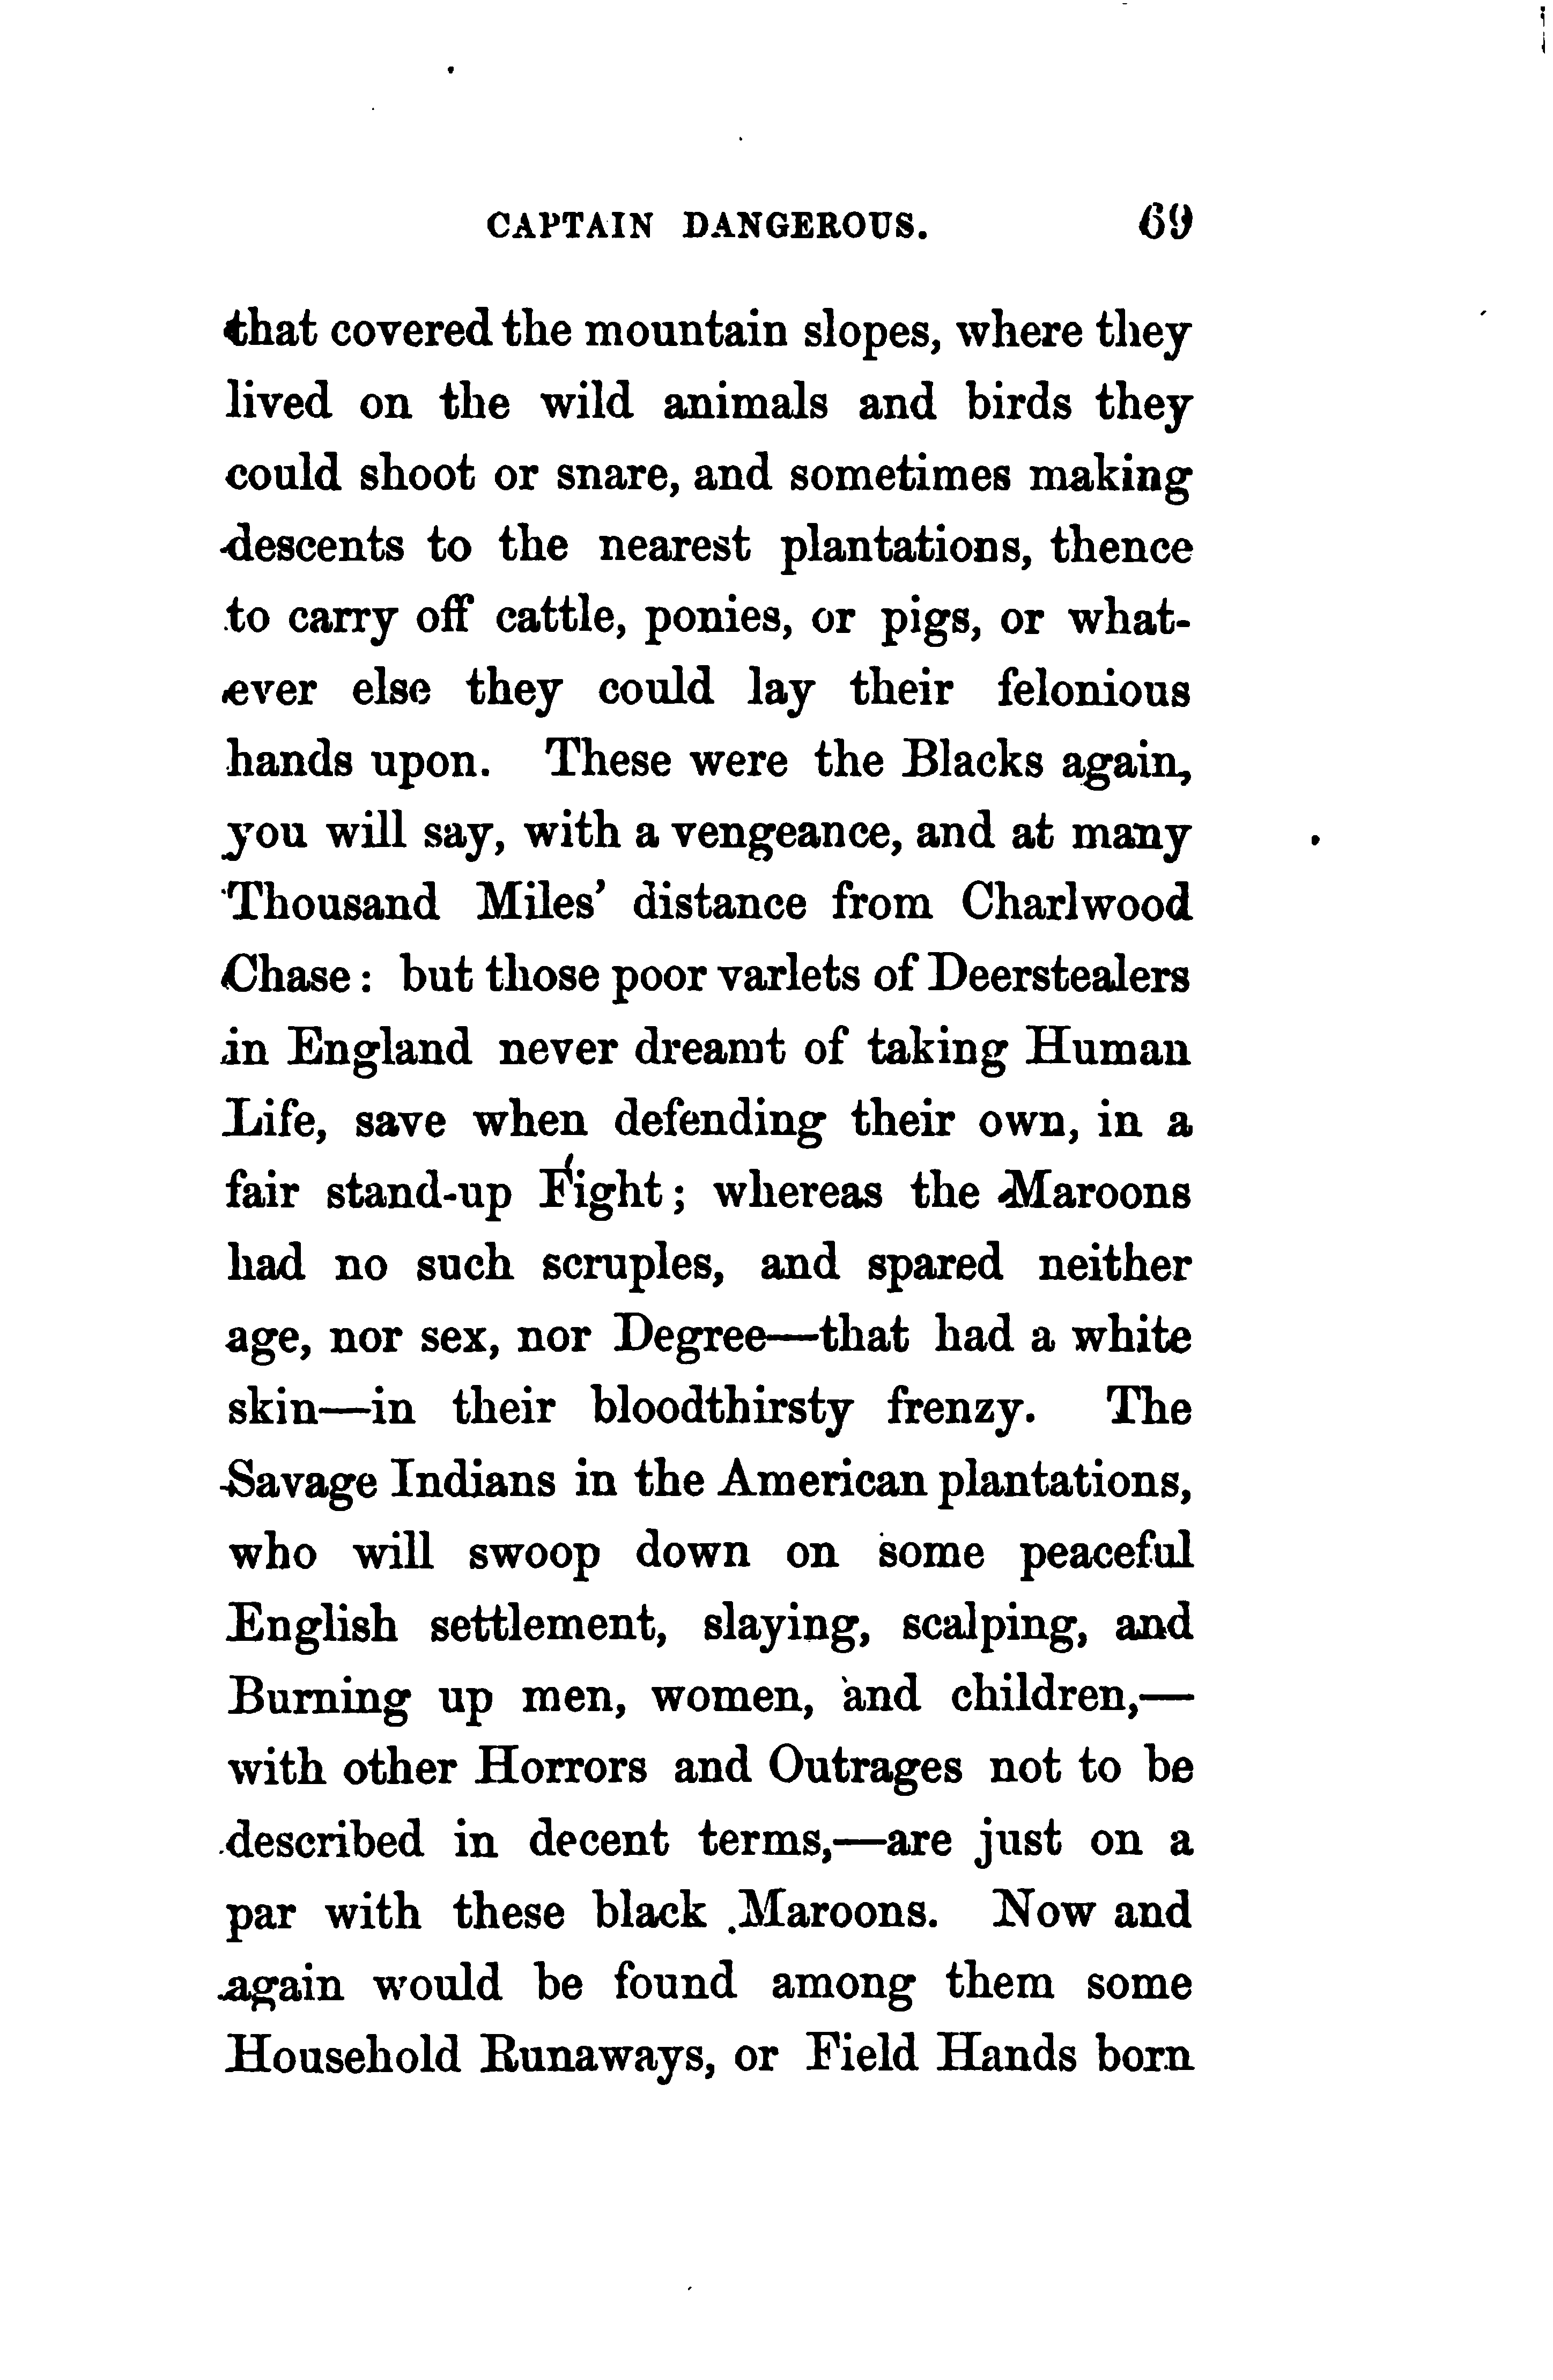 CAPTAIN DANGEROUS. 69
that covered the mountain slopes, where they
lived on the wild animals and birds they
could shoot or snare, and sometimes making
descents to the nearest plantations, thence
to carry off cattle, ponies, or pigs, or what-
ever else they could lay their felonious
hands upon. These were the Blacks again,
you will say, with a vengeance, and at many
Thousand Miles' distance from Charlwood
Chase: but those poor varlets of Deerstealers
in England never dreamt of taking Human
Life, save when defending their own, in a
fair stand-up Fight; whereas the Maroons
had no such scruples, and spared neither
age, nor sex, nor Degree—that had a white
skin—in their bloodthirsty frenzy. The
Savage Indians in the American plantations,
who will swoop down on some peaceful
English settlement, slaying, scalping, and
Burning up men, women, and children,—
with other Horrors and Outrages not to be
described in decent terms,—are just on a
par with these black Maroons. Now and
again would be found among them some
Household Runaways, or Field Hands born